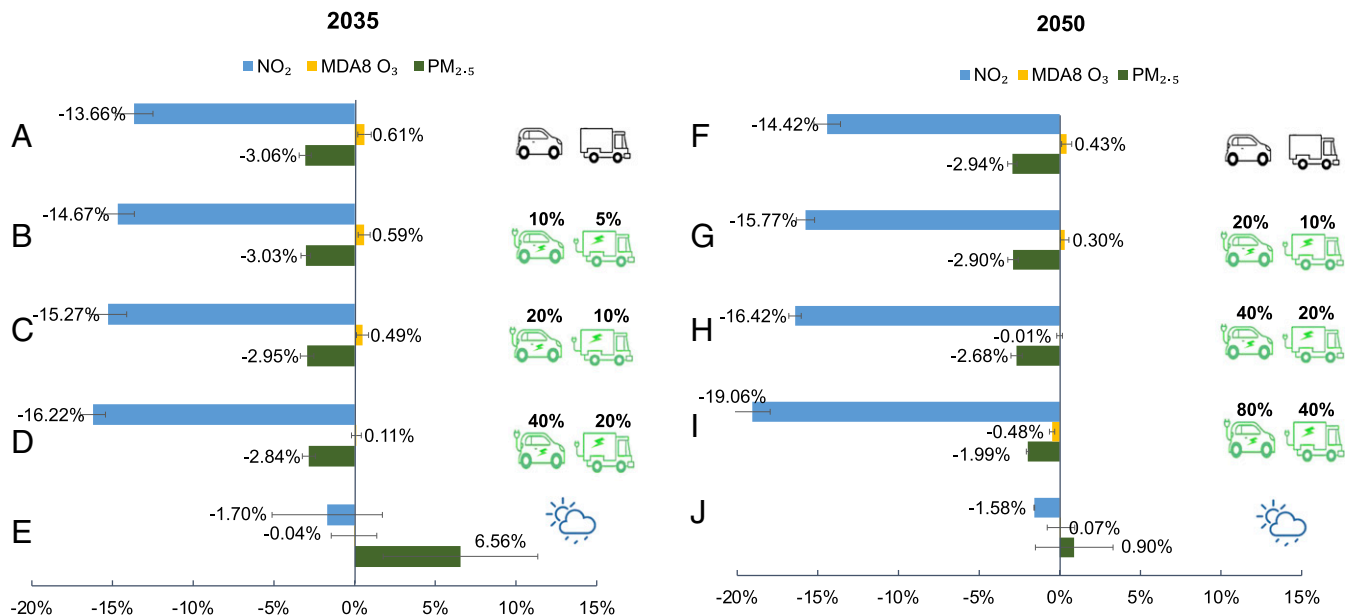 2035
NO₂ MDA8 O₃ PM₂.₅
A
-13.66%
0.61%
-3.06%
B
-14.67%
0.59%
-3.03%
10% 5%
C
-15.27%
0.49%
-2.95%
20% 10%
D
-16.22%
0.11%
-2.84%
40% 20%
E
-1.70%
-0.04%
6.56%
-20% -15% -10% -5% 0% 5% 10% 15%
2050
NO₂ MDA8 O₃ PM₂.₅
F
-14.42%
0.43%
-2.94%
G
-15.77%
0.30%
-2.90%
20% 10%
H
-16.42%
-0.01%
-2.68%
40% 20%
I
-19.06%
-0.48%
-1.99%
80% 40%
J
-1.58%
0.07%
0.90%
-20% -15% -10% -5% 0% 5% 10% 15%